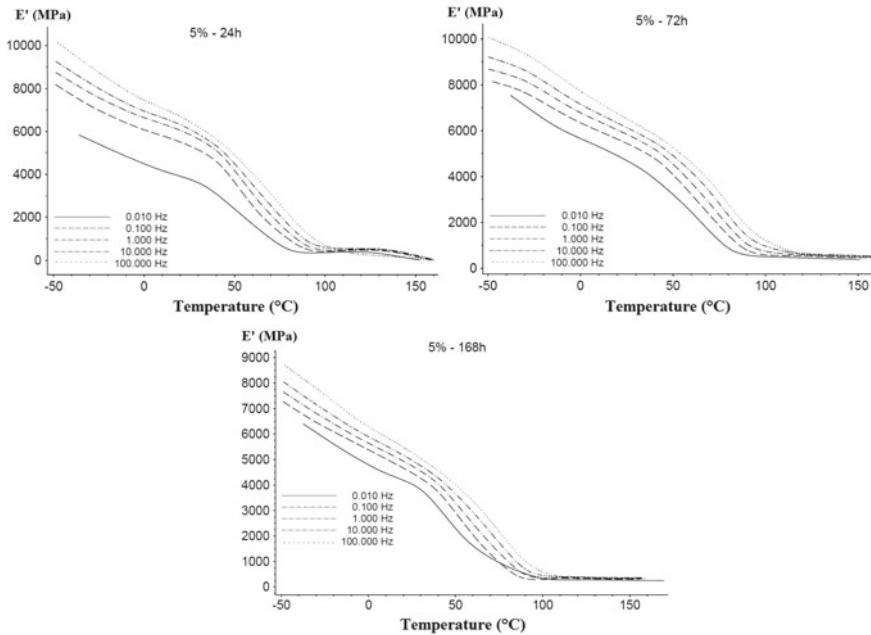 E' (MPa)
5% - 24h
10000
8000
6000
4000
2000
0
0.010 Hz
0.100 Hz
1.000 Hz
10.000 Hz
100.000 Hz
-50 0 50 100 150
Temperature (°C)
E' (MPa)
5% - 72h
10000
8000
6000
4000
2000
0
0.010 Hz
0.100 Hz
1.000 Hz
10.000 Hz
100.000 Hz
-50 0 50 100 150
Temperature (°C)
E' (MPa)
5% - 168h
9000
8000
7000
6000
5000
4000
3000
2000
1000
0
0.010 Hz
0.100 Hz
1.000 Hz
10.000 Hz
100.000 Hz
-50 0 50 100 150
Temperature (°C)